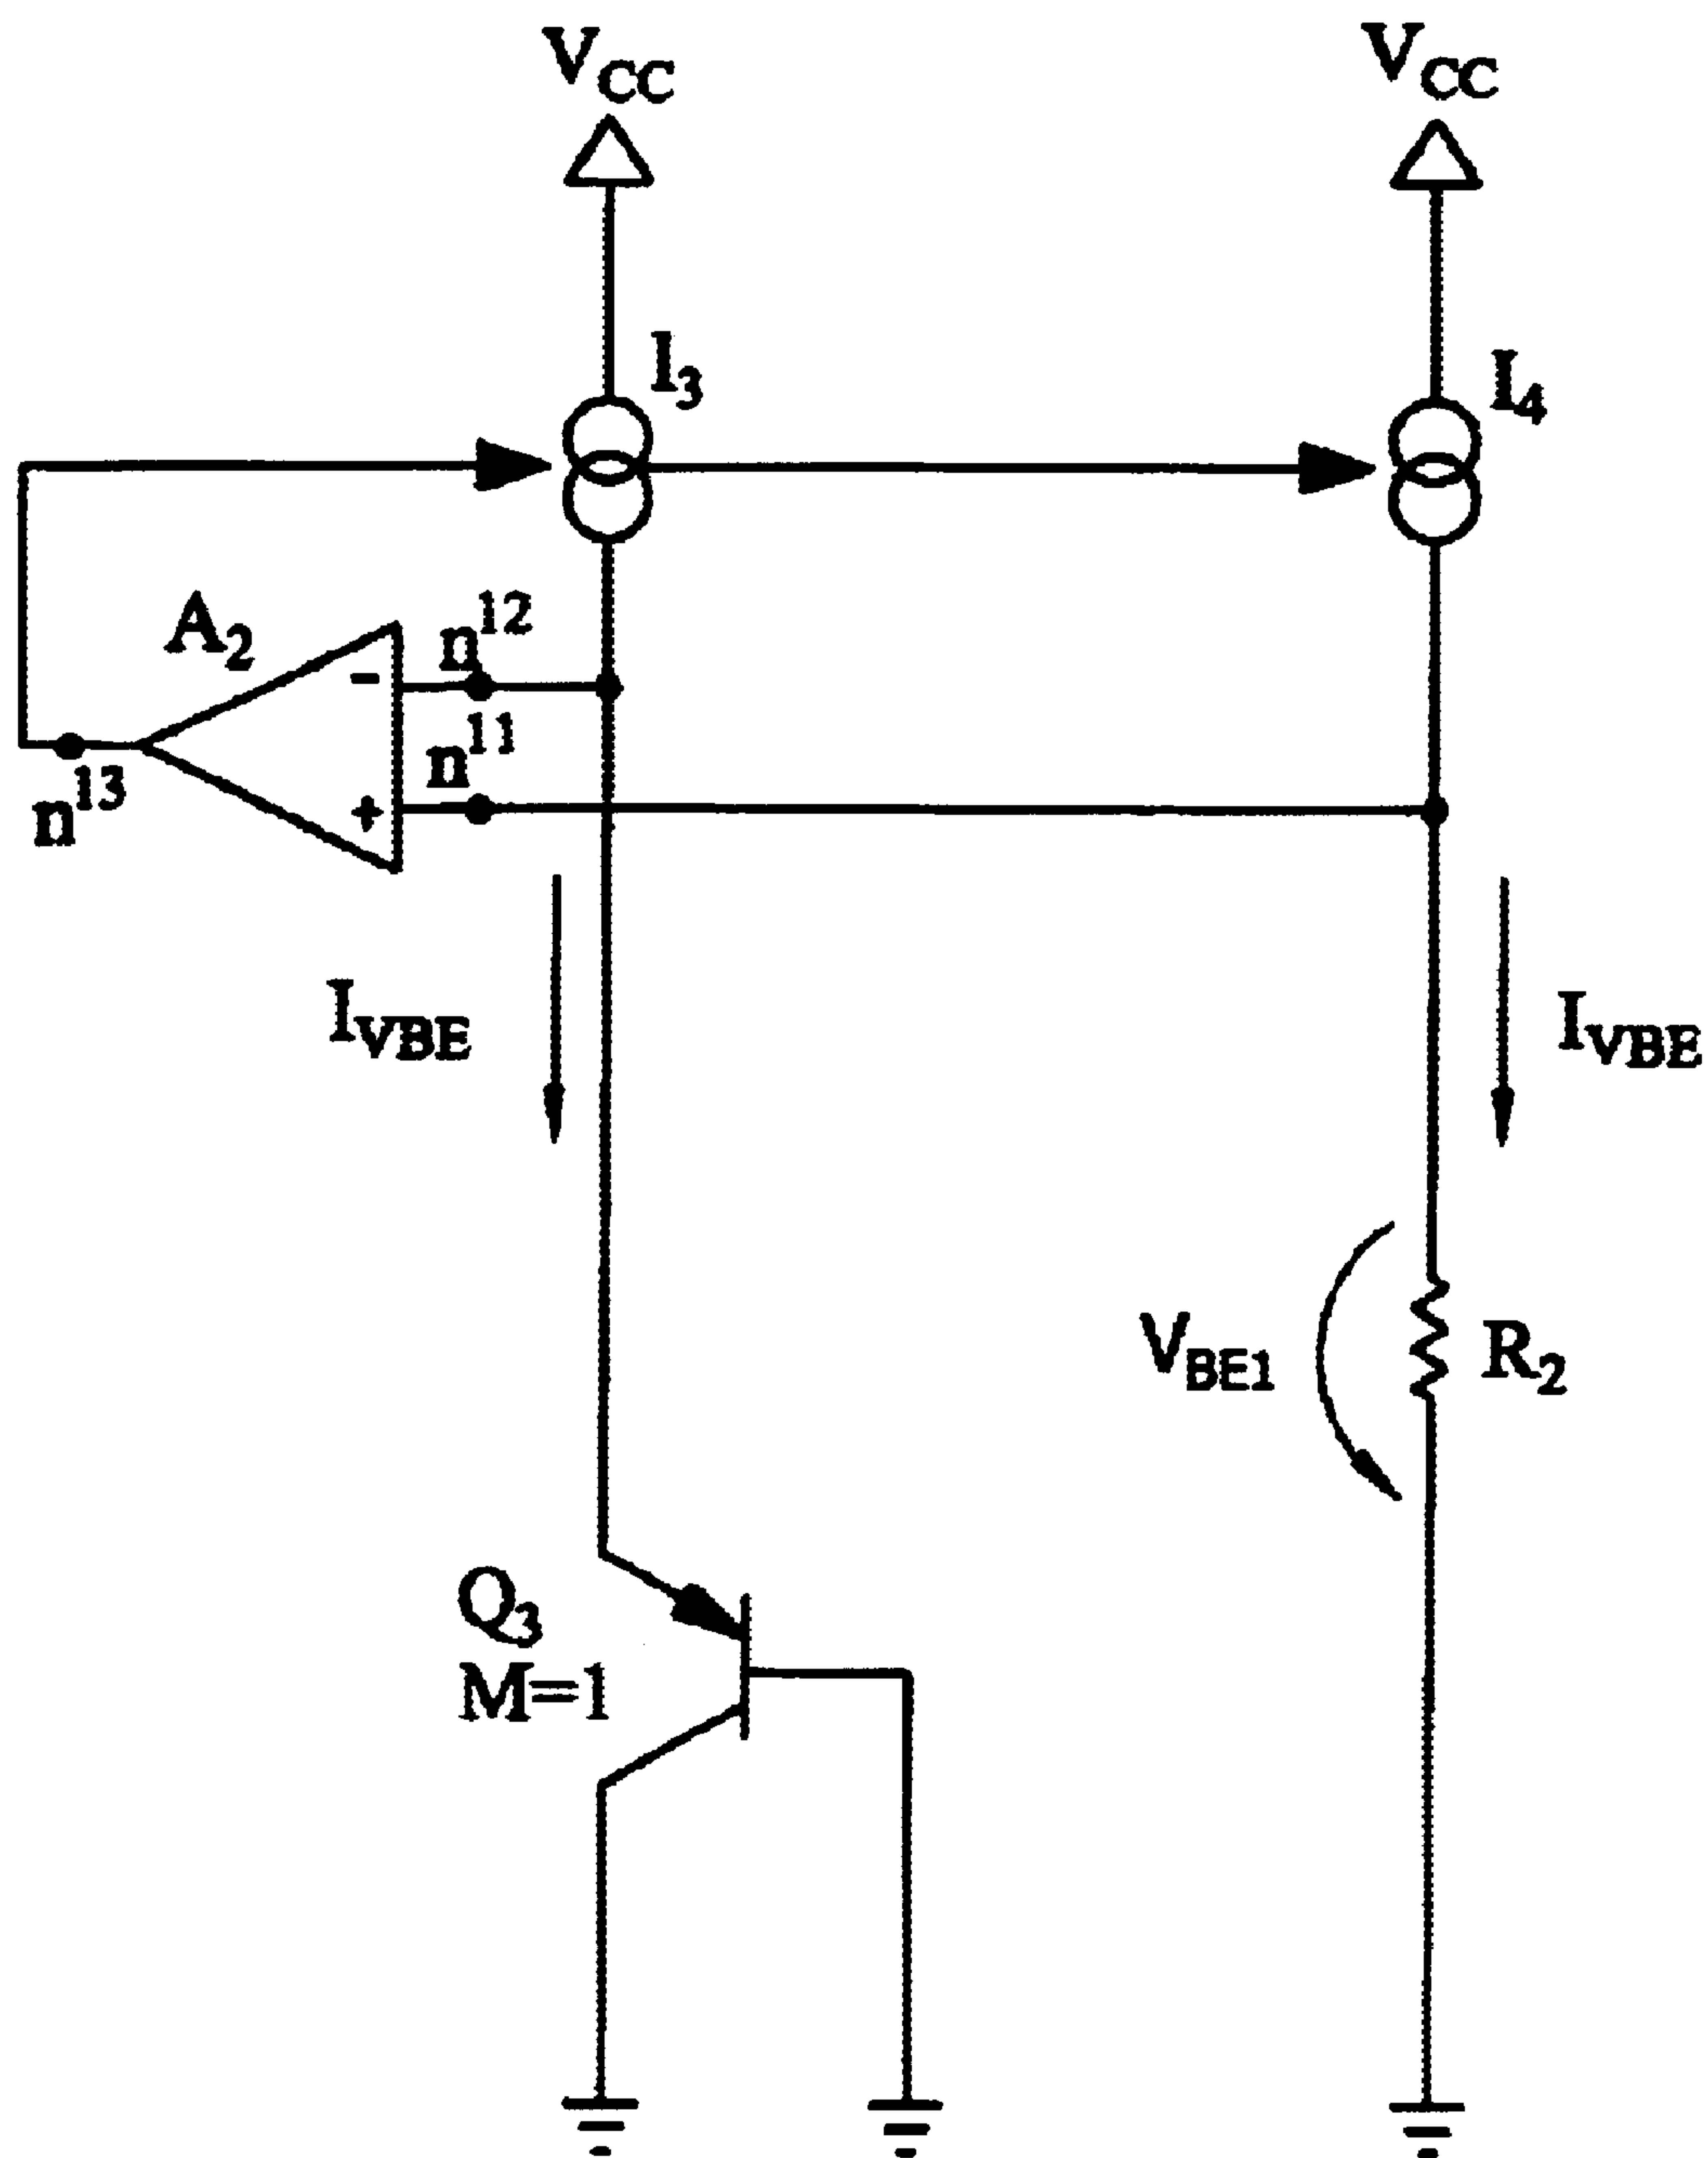 VCC
VCC
I3
I4
A2
-
n12
n11
+
n13
IVBE
IVBE
VBE1
R2
Q3
M=1